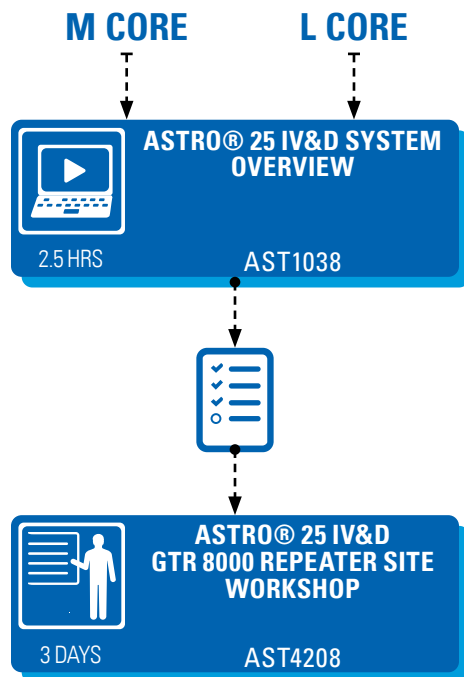 M CORE L CORE
ASTRO® 25 IV&D SYSTEM
OVERVIEW
2.5 HRS AST1038
ASTRO® 25 IV&D
GTR 8000 REPEATER SITE
WORKSHOP
3 DAYS AST4208